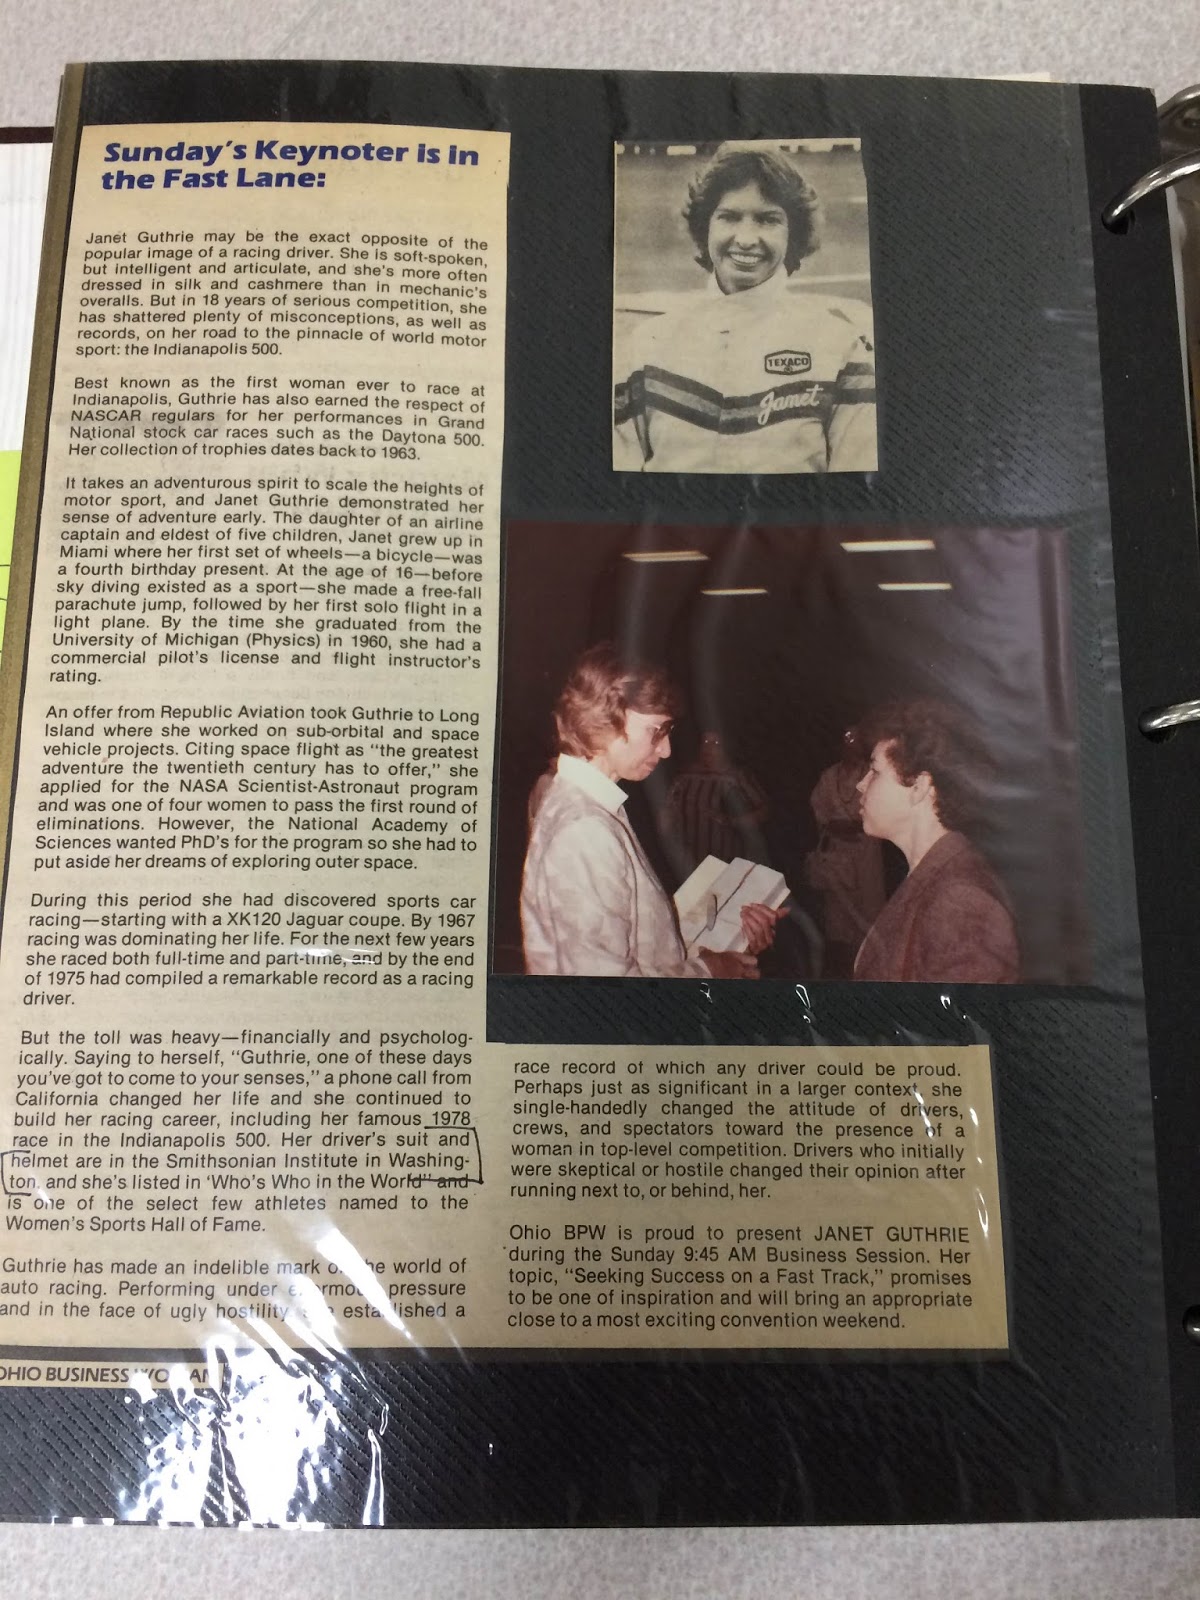 Sunday's Keynoter is in
the Fast Lane:
Janet Guthrie may be the exact opposite of the
popular image of a racing driver. She is soft-spoken,
but intelligent and articulate, and she's more often
dressed in silk and cashmere than in mechanic's
overalls. But in 18 years of serious competition, she
has shattered plenty of misconceptions, as well as
records, on her road to the pinnacle of world motor
sport: the Indianapolis 500.
Best known as the first woman ever to race at
Indianapolis, Guthrie has also earned the respect of
NASCAR regulars for her performances in Grand
National stock car races such as the Daytona 500.
Her collection of trophies dates back to 1963.
It takes an adventurous spirit to scale the heights of
motor sport, and Janet Guthrie demonstrated her
sense of adventure early. The daughter of an airline
captain and eldest of five children, Janet grew up in
Miami where her first set of wheels—a bicycle—was
a fourth birthday present. At the age of 16—before
sky diving existed as a sport—she made a free-fall
parachute jump, followed by her first solo flight in a
light plane. By the time she graduated from the
University of Michigan (Physics) in 1960, she had a
commercial pilot's license and flight instructor's
rating.
An offer from Republic Aviation took Guthrie to Long
Island where she worked on sub-orbital and space
vehicle projects. Citing space flight as "the greatest
adventure the twentieth century has to offer," she
applied for the NASA Scientist-Astronaut program
and was one of four women to pass the first round of
eliminations. However, the National Academy of
Sciences wanted PhD's for the program so she had to
put aside her dreams of exploring outer space.
During this period she had discovered sports car
racing—starting with a XK120 Jaguar coupe. By 1967
racing was dominating her life. For the next few years
she raced both full-time and part-time, and by the end
of 1975 had compiled a remarkable record as a racing
driver.
But the toll was heavy—financially and psycholog-
ically. Saying to herself, "Guthrie, one of these days
you've got to come to your senses," a phone call from
California changed her life and she continued to
build her racing career, including her famous 1978
race in the Indianapolis 500. Her driver's suit and
helmet are in the Smithsonian Institute in Washing-
ton, and she's listed in 'Who's Who in the World" and
is one of the select few athletes named to the
Women's Sports Hall of Fame.
Guthrie has made an indelible mark on the world of
auto racing. Performing under enormous pressure
and in the face of ugly hostility she established a
OHIO BUSINESS WOMAN
TEXACO
Janet
race record of which any driver could be proud.
Perhaps just as significant in a larger context, she
single-handedly changed the attitude of drivers,
crews, and spectators toward the presence of a
woman in top-level competition. Drivers who initially
were skeptical or hostile changed their opinion after
running next to, or behind, her.
Ohio BPW is proud to present JANET GUTHRIE
during the Sunday 9:45 AM Business Session. Her
topic, "Seeking Success on a Fast Track," promises
to be one of inspiration and will bring an appropriate
close to a most exciting convention weekend.